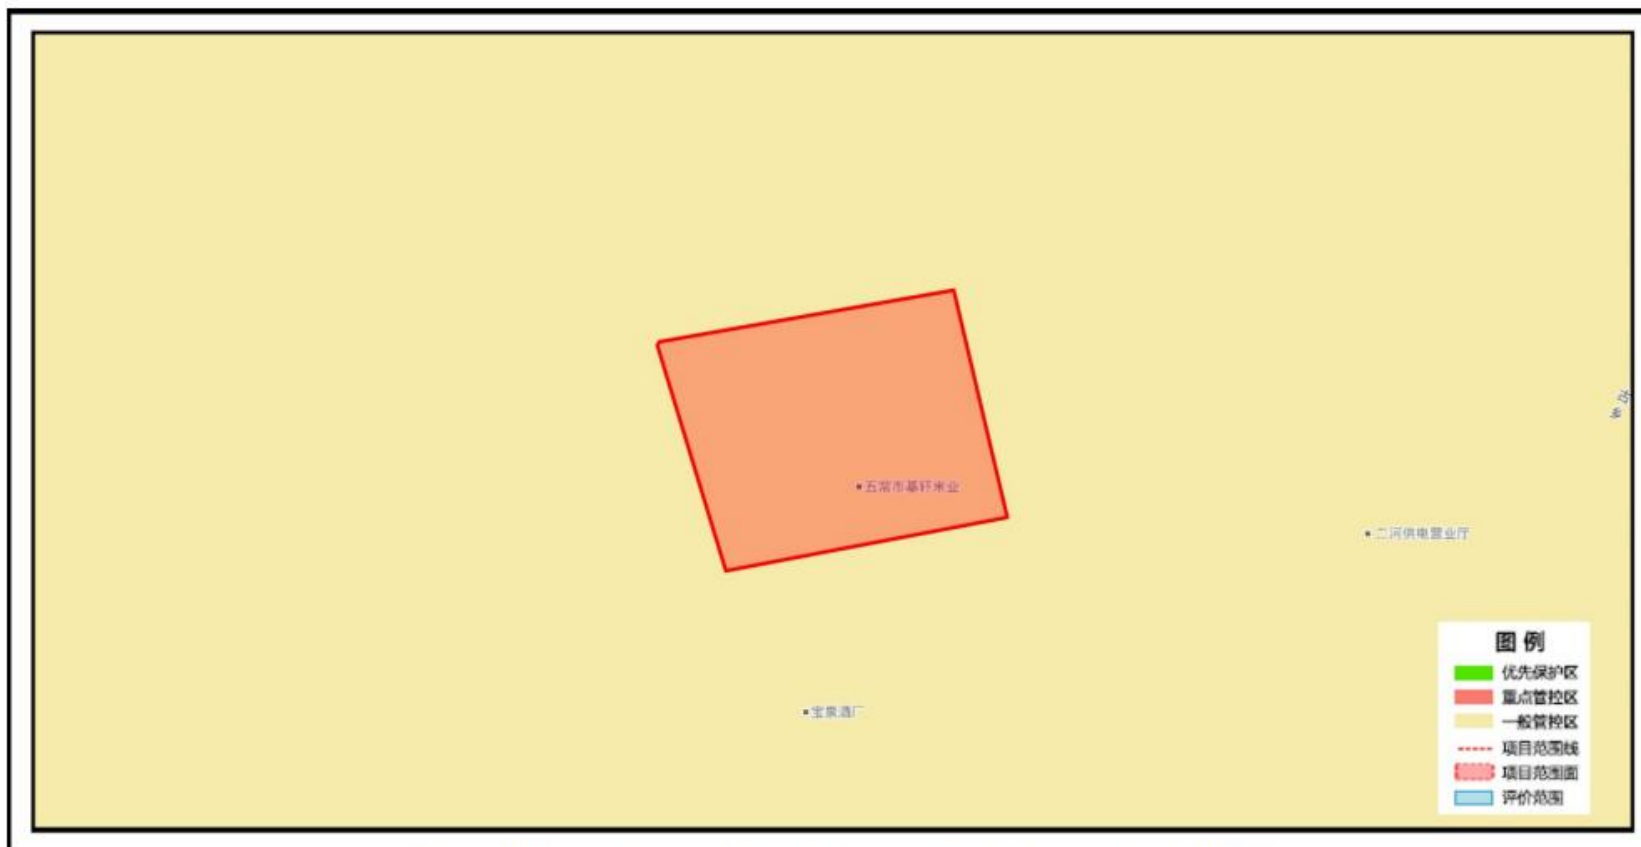 五常市基轩米业
二河供电营业厅
宝泉酒厂
图例
优先保护区
重点管控区
一般管控区
项目范围线
项目范围面
评价范围